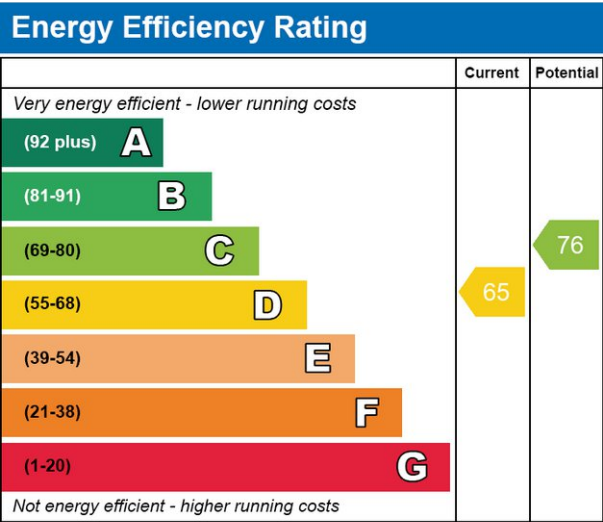 Energy Efficiency Rating
Current Potential
Very energy efficient - lower running costs
(92 plus) A
(81-91) B
(69-80) C 76
(55-68) D 65
(39-54) E
(21-38) F
(1-20) G
Not energy efficient - higher running costs